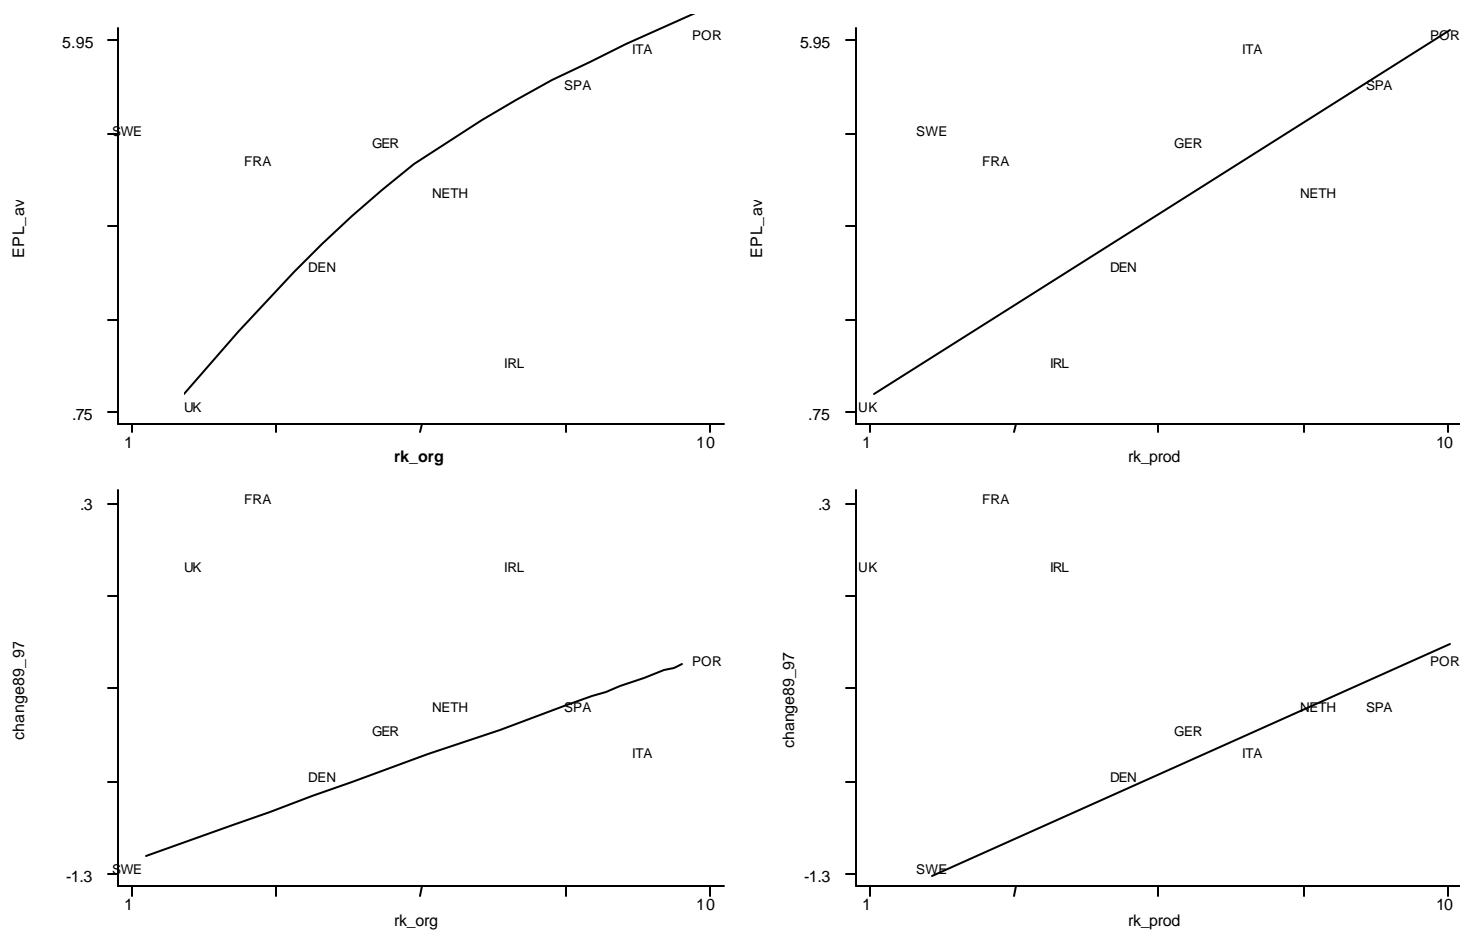 5.95
POR
ITA
SPA
SWE
GER
FRA
NETH
EPL_av
DEN
IRL
UK
.75
1
10
rk_org
5.95
POR
ITA
SPA
SWE
GER
FRA
NETH
EPL_av
DEN
IRL
UK
.75
1
10
rk_prod
.3
FRA
UK
IRL
POR
change89_97
NETH
SPA
GER
ITA
DEN
SWE
-1.3
1
10
rk_org
.3
FRA
UK
IRL
POR
change89_97
NETH
SPA
GER
ITA
DEN
SWE
-1.3
1
10
rk_prod